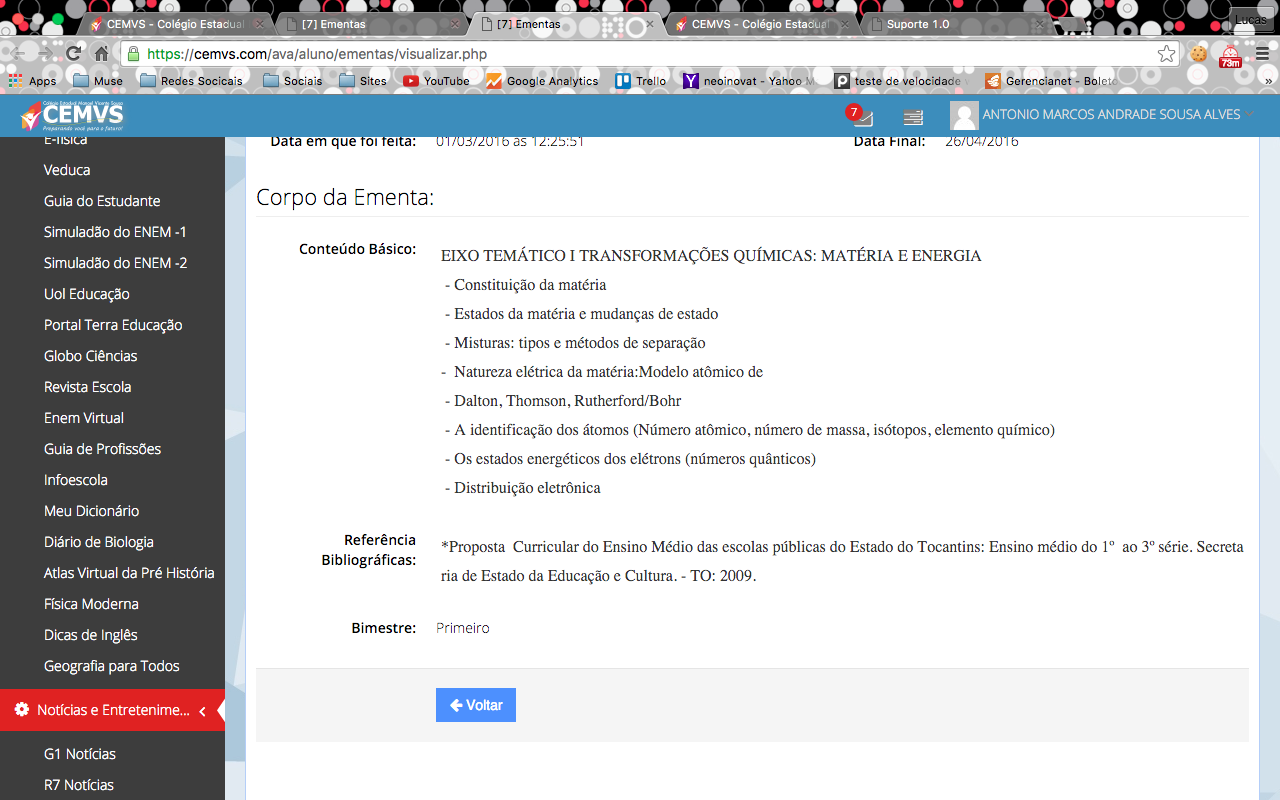 CEMVS - Colégio Estadual
[7] Ementas
[7] Ementas
CEMVS - Colégio Estadual
Suporte 1.0
Lucas
https://cemvs.com/ava/aluno/ementas/visualizar.php
73m
Apps
Muse
Redes Socicais
Sociais
Sites
YouTube
Google Analytics
Trello
neoinovat - Yahoo M
teste de velocidade
Gerencianet - Boleto
»
Colégio Estadual Manoel Vicente Souza
CEMVS
Preparando você para o futuro!
7
ANTONIO MARCOS ANDRADE SOUSA ALVES
E-física
Veduca
Guia do Estudante
Simuladão do ENEM -1
Simuladão do ENEM -2
Uol Educação
Portal Terra Educação
Globo Ciências
Revista Escola
Enem Virtual
Guia de Profissões
Infoescola
Meu Dicionário
Diário de Biologia
Atlas Virtual da Pré História
Física Moderna
Dicas de Inglês
Geografia para Todos
Notícias e Entretenime...
G1 Notícias
R7 Notícias
Data em que foi feita: 01/03/2016 às 12:25:51 Data Final: 26/04/2016
Corpo da Ementa:
Conteúdo Básico:
EIXO TEMÁTICO I TRANSFORMAÇÕES QUÍMICAS: MATÉRIA E ENERGIA
- Constituição da matéria
- Estados da matéria e mudanças de estado
- Misturas: tipos e métodos de separação
- Natureza elétrica da matéria:Modelo atômico de
- Dalton, Thomson, Rutherford/Bohr
- A identificação dos átomos (Número atômico, número de massa, isótopos, elemento químico)
- Os estados energéticos dos elétrons (números quânticos)
- Distribuição eletrônica
Referência
Bibliográficas:
*Proposta Curricular do Ensino Médio das escolas públicas do Estado do Tocantins: Ensino médio do 1º ao 3º série. Secreta
ria de Estado da Educação e Cultura. - TO: 2009.
Bimestre: Primeiro
Voltar